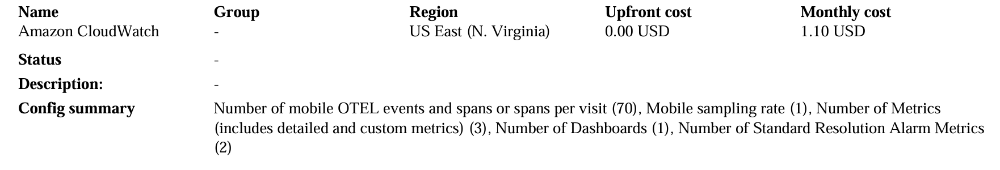 Name Group Region Upfront cost Monthly cost
Amazon CloudWatch - US East (N. Virginia) 0.00 USD 1.10 USD
Status -
Description: -
Config summary Number of mobile OTEL events and spans or spans per visit (70), Mobile sampling rate (1), Number of Metrics
(includes detailed and custom metrics) (3), Number of Dashboards (1), Number of Standard Resolution Alarm Metrics
(2)